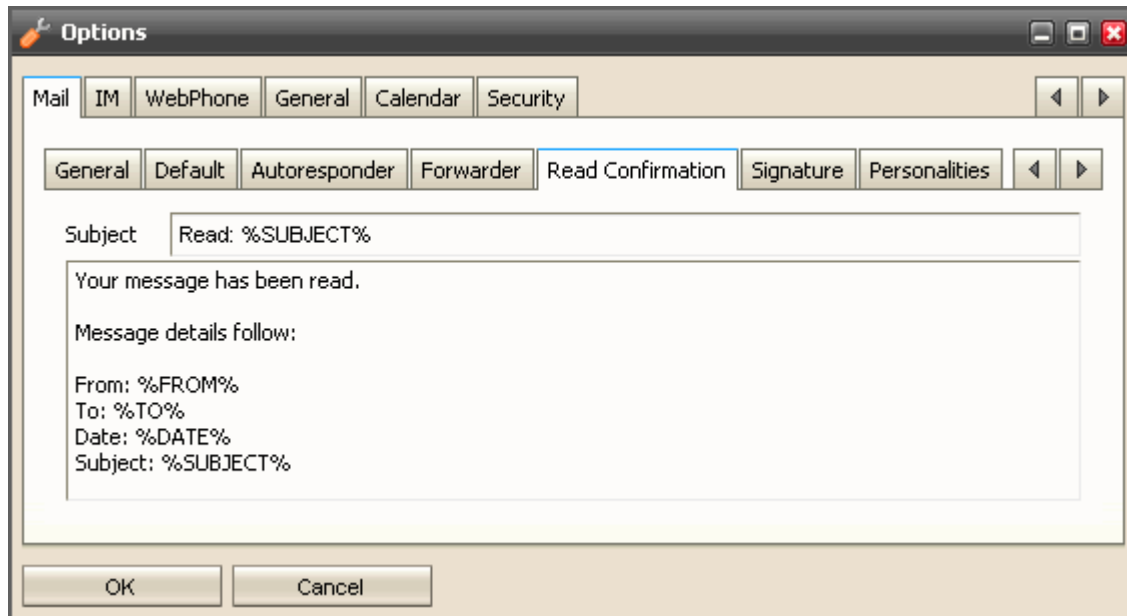 Options
Mail IM WebPhone General Calendar Security
General Default Autoresponder Forwarder Read Confirmation Signature Personalities
Subject Read: %SUBJECT%
Your message has been read.
Message details follow:
From: %FROM%
To: %TO%
Date: %DATE%
Subject: %SUBJECT%
OK Cancel